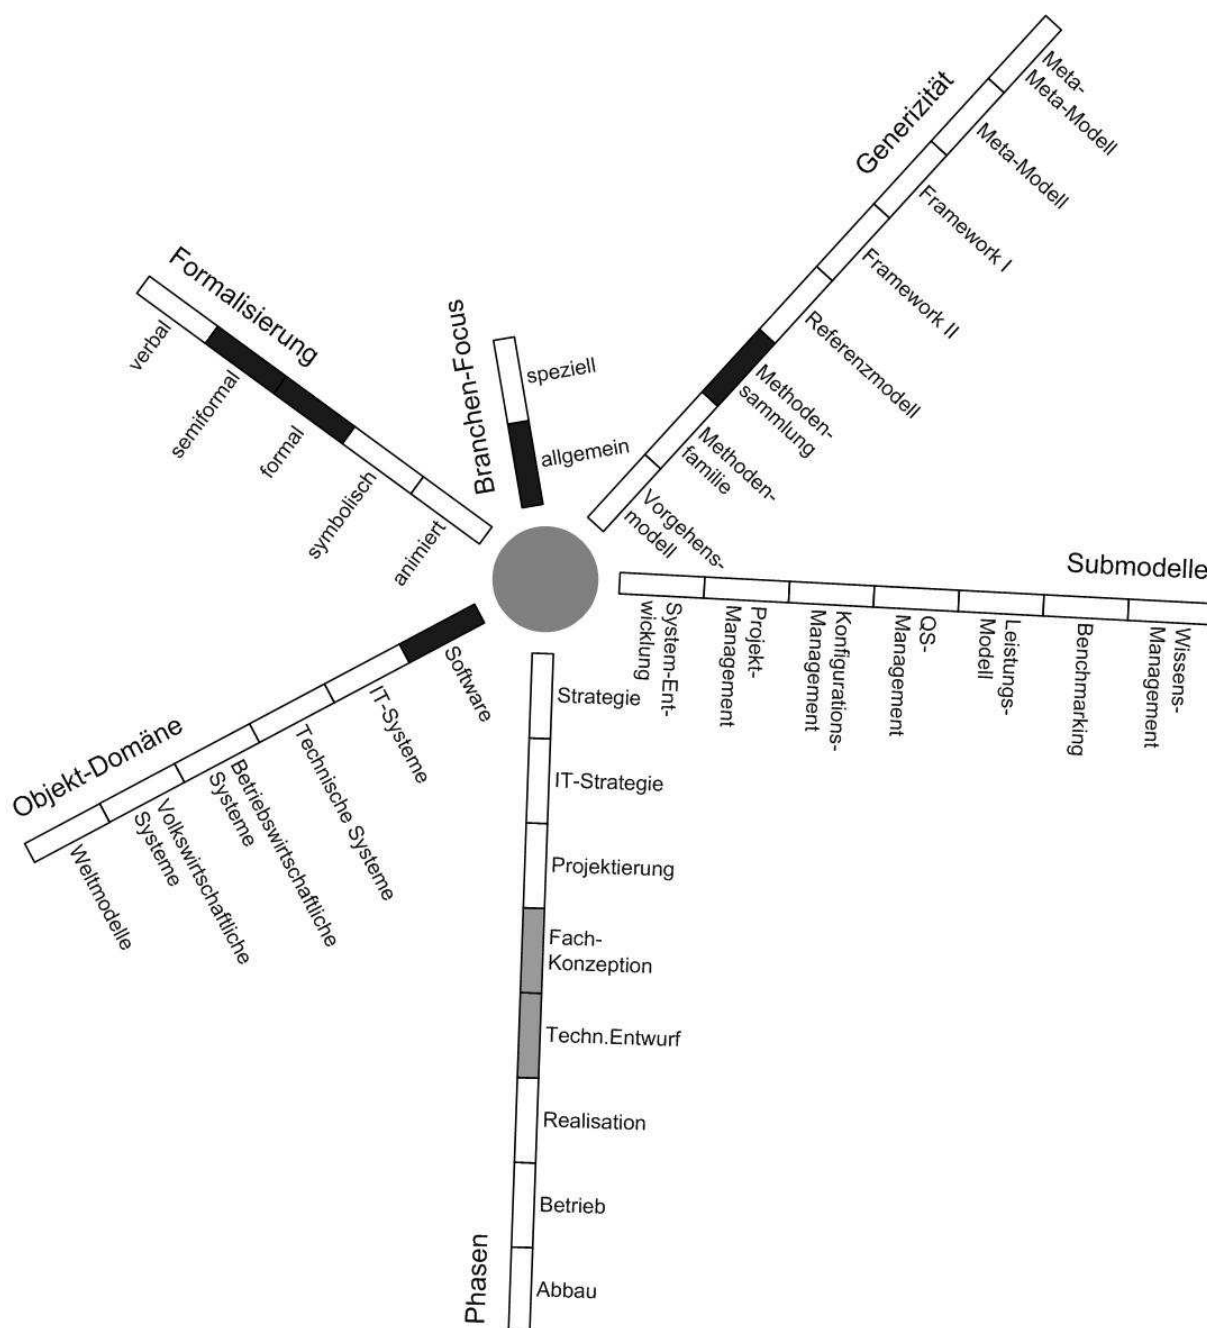 Generizität
Meta-
Meta-Modell
Meta-Modell
Framework I
Framework II
Referenzmodell
Methoden-
sammlung
Methoden-
familie
Vorgehens-
modell
Formalisierung
verbal
semiformal
formal
symbolisch
animiert
Branchen-Focus
speziell
allgemein
Submodelle
System-Ent-
wicklung
Projekt-
Management
Konfigurations-
Management
QS-
Management
Leistungs-
Modell
Benchmarking
Wissens-
Management
Objekt-Domäne
Software
IT-Systeme
Technische Systeme
Betriebswirtschaftliche
Systeme
Volkswirtschaftliche
Systeme
Weltmodelle
Phasen
Strategie
IT-Strategie
Projektierung
Fach-
Konzeption
Techn.Entwurf
Realisation
Betrieb
Abbau